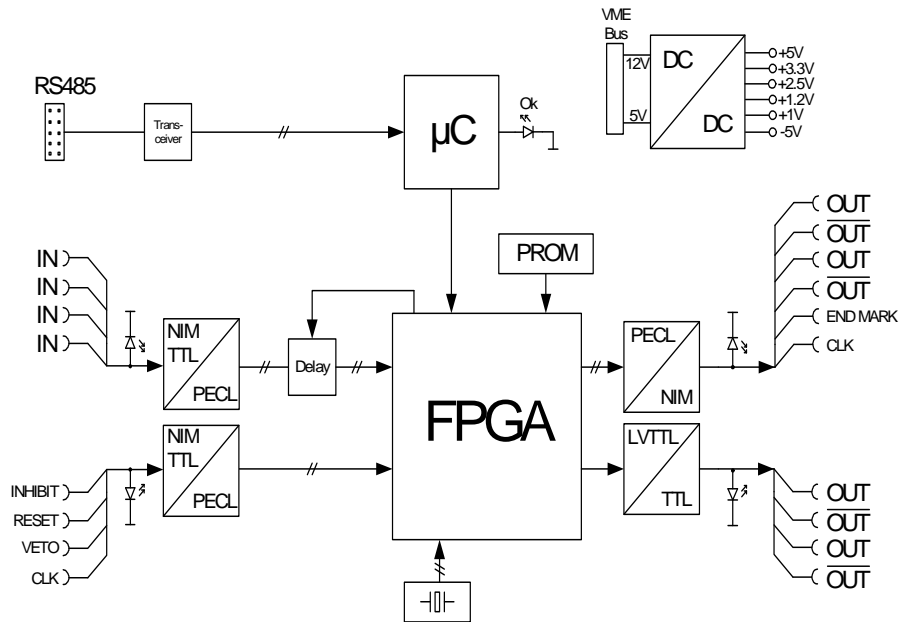 VME
Bus
12V
5V
DC
DC
+5V
+3.3V
+2.5V
+1.2V
+1V
-5V
RS485
Trans-
ceiver
µC
Ok
PROM
IN
IN
IN
IN
NIM
TTL
PECL
Delay
FPGA
PECL
NIM
OUT
OUT
OUT
OUT
END MARK
CLK
INHIBIT
RESET
VETO
CLK
NIM
TTL
PECL
LVTTL
TTL
OUT
OUT
OUT
OUT